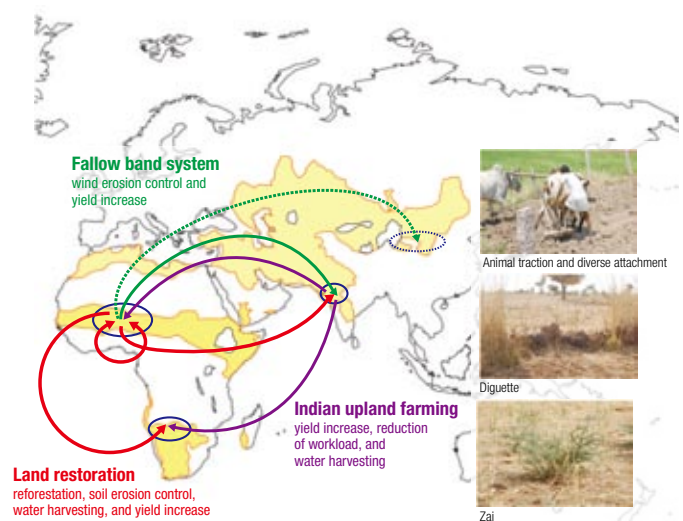 Fallow band system
wind erosion control and
yield increase
Animal traction and diverse attachment
Diguette
Indian upland farming
yield increase, reduction
of workload, and
water harvesting
Land restoration
reforestation, soil erosion control,
water harvesting, and yield increase
Zai